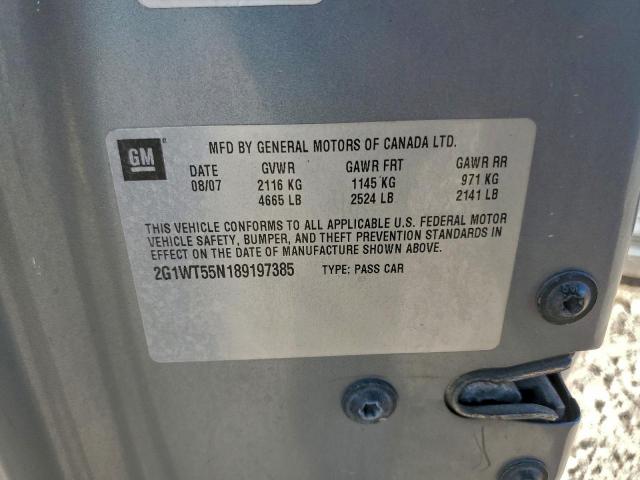 GM
MFD BY GENERAL MOTORS OF CANADA LTD.
DATE GVWR GAWR FRT GAWR RR
08/07 2116 KG 1145 KG 971 KG
4665 LB 2524 LB 2141 LB
THIS VEHICLE CONFORMS TO ALL APPLICABLE U.S. FEDERAL MOTOR
VEHICLE SAFETY, BUMPER, AND THEFT PREVENTION STANDARDS IN
EFFECT ON THE DATE OF MANUFACTURE SHOWN ABOVE.
2G1WT55N189197385 TYPE: PASS CAR